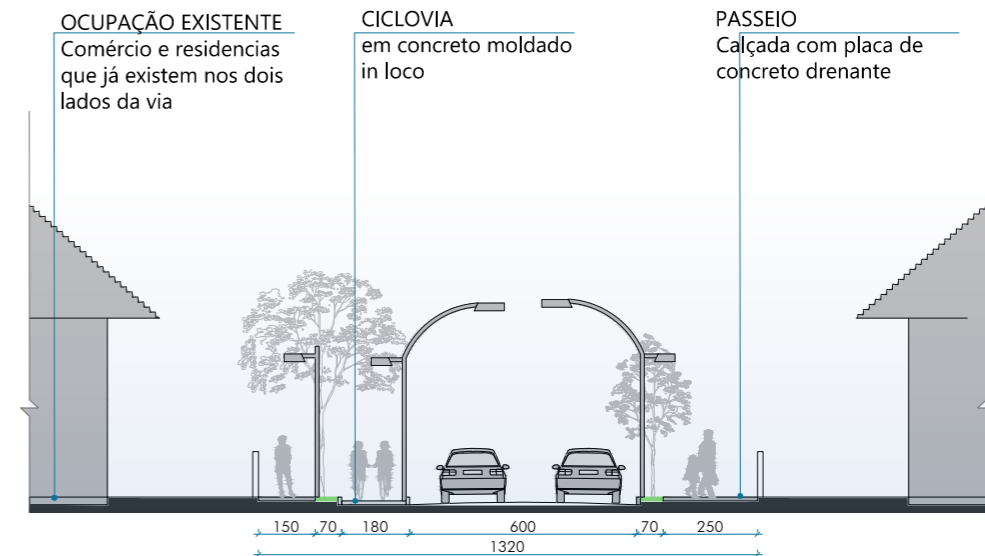 OCUPAÇÃO EXISTENTE
Comércio e residencias
que já existem nos dois
lados da via
CICLOVIA
em concreto moldado
in loco
PASSEIO
Calçada com placa de
concreto drenante
150 70 180 600 70 250
1320